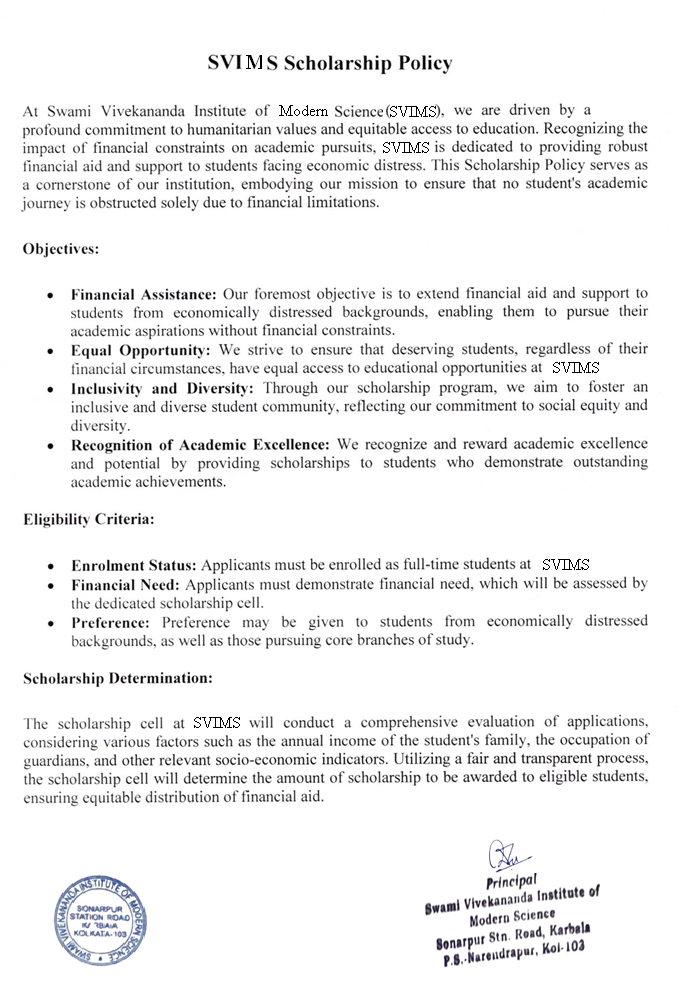 SVIMS Scholarship Policy
At Swami Vivekananda Institute of Modern Science (SVIMS), we are driven by a
profound commitment to humanitarian values and equitable access to education. Recognizing the
impact of financial constraints on academic pursuits, SVIMS is dedicated to providing robust
financial aid and support to students facing economic distress. This Scholarship Policy serves as
a cornerstone of our institution, embodying our mission to ensure that no student's academic
journey is obstructed solely due to financial limitations.
Objectives:
• Financial Assistance: Our foremost objective is to extend financial aid and support to
students from economically distressed backgrounds, enabling them to pursue their
academic aspirations without financial constraints.
• Equal Opportunity: We strive to ensure that deserving students, regardless of their
financial circumstances, have equal access to educational opportunities at SVIMS
• Inclusivity and Diversity: Through our scholarship program, we aim to foster an
inclusive and diverse student community, reflecting our commitment to social equity and
diversity.
• Recognition of Academic Excellence: We recognize and reward academic excellence
and potential by providing scholarships to students who demonstrate outstanding
academic achievements.
Eligibility Criteria:
• Enrolment Status: Applicants must be enrolled as full-time students at SVIMS
• Financial Need: Applicants must demonstrate financial need, which will be assessed by
the dedicated scholarship cell.
• Preference: Preference may be given to students from economically distressed
backgrounds, as well as those pursuing core branches of study.
Scholarship Determination:
The scholarship cell at SVIMS will conduct a comprehensive evaluation of applications,
considering various factors such as the annual income of the student's family, the occupation of
guardians, and other relevant socio-economic indicators. Utilizing a fair and transparent process,
the scholarship cell will determine the amount of scholarship to be awarded to eligible students,
ensuring equitable distribution of financial aid.
SWAMI VIVEKANANDA INSTITUTE OF MODERN SCIENCE
SONARPUR
STATION ROAD
KOLKATA-103
Principal
Swami Vivekananda Institute of
Modern Science
Sonarpur Stn. Road, Karbala
P.S.-Narendrapur, Kol-103